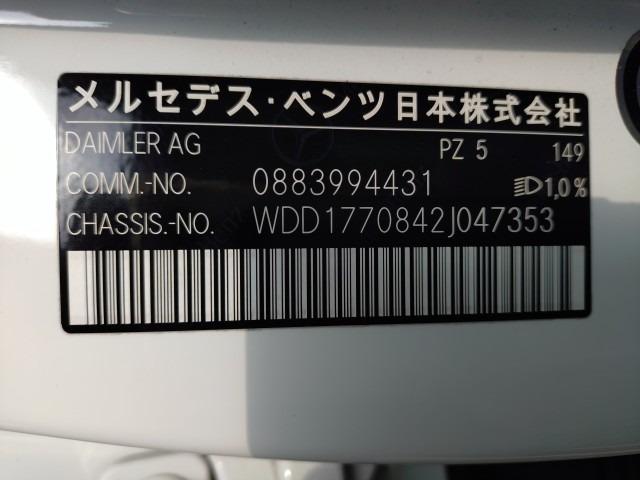 メルセデス・ベンツ日本株式会社
DAIMLER AG PZ 5 149
COMM.-NO. 0883994431 1,0%
CHASSIS.-NO. WDD1770842J047353